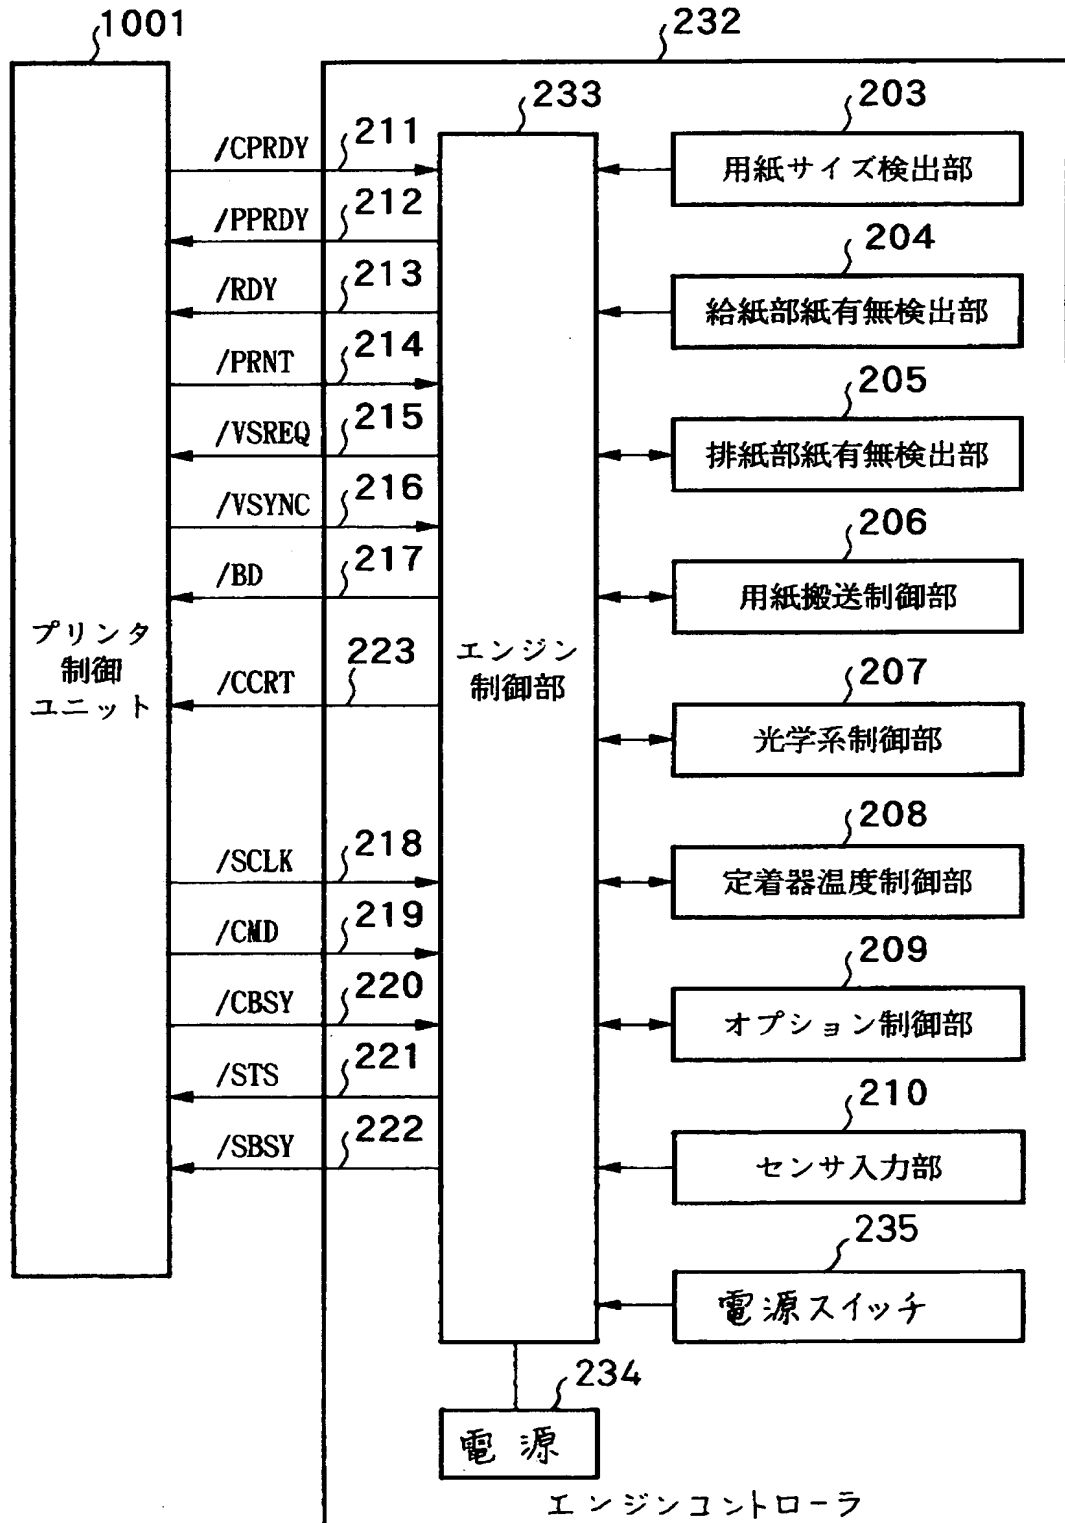 1001
232
233
203
/CPRDY 211
用紙サイズ検出部
/PPRDY 212
204
/RDY 213
給紙部紙有無検出部
/PRNT 214
205
/VSREQ 215
排紙部紙有無検出部
/VSYNC 216
206
/BD 217
用紙搬送制御部
プリンタ
制御
ユニット
/CCRT 223
エンジン
制御部
207
光学系制御部
208
/SCLK 218
定着器温度制御部
/CMD 219
209
/CBSY 220
オプション制御部
/STS 221
210
/SBSY 222
センサ入力部
235
電源スイッチ
234
電源
エンジンコントローラ